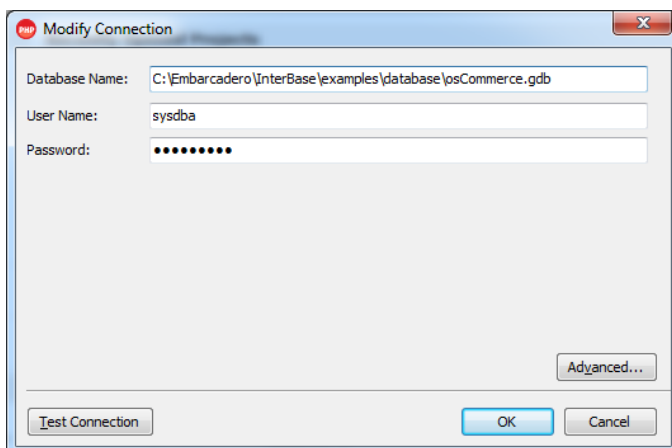 PHP Modify Connection
Database Name: C:\Embarcadero\InterBase\examples\database\osCommerce.gdb
User Name: sysdba
Password: •••••••••
Advanced...
Test Connection OK Cancel